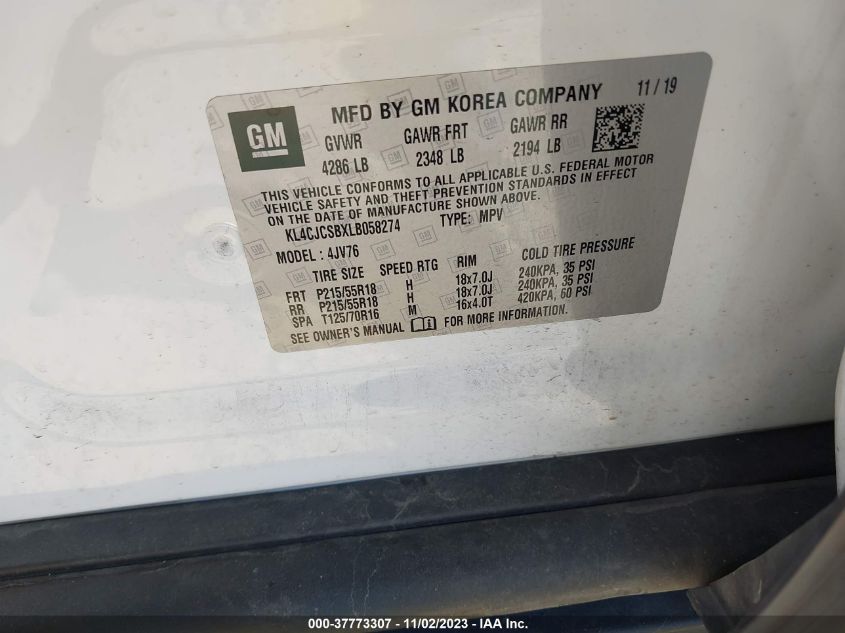 MFD BY GM KOREA COMPANY 11/19
GM
GVWR GAWR FRT GAWR RR
4286 LB 2348 LB 2194 LB
THIS VEHICLE CONFORMS TO ALL APPLICABLE U.S. FEDERAL MOTOR
VEHICLE SAFETY AND THEFT PREVENTION STANDARDS IN EFFECT
ON THE DATE OF MANUFACTURE SHOWN ABOVE.
KL4CJCSBXLB058274 TYPE: MPV
MODEL: 4JV76
TIRE SIZE SPEED RTG RIM COLD TIRE PRESSURE
FRT P215/55R18 H 18x7.0J 240KPA, 35 PSI
RR P215/55R18 H 18x7.0J 240KPA, 35 PSI
SPA T125/70R16 M 16x4.0T 420KPA, 60 PSI
SEE OWNER'S MANUAL FOR MORE INFORMATION.
000-37773307 - 11/02/2023 - IAAI INC.